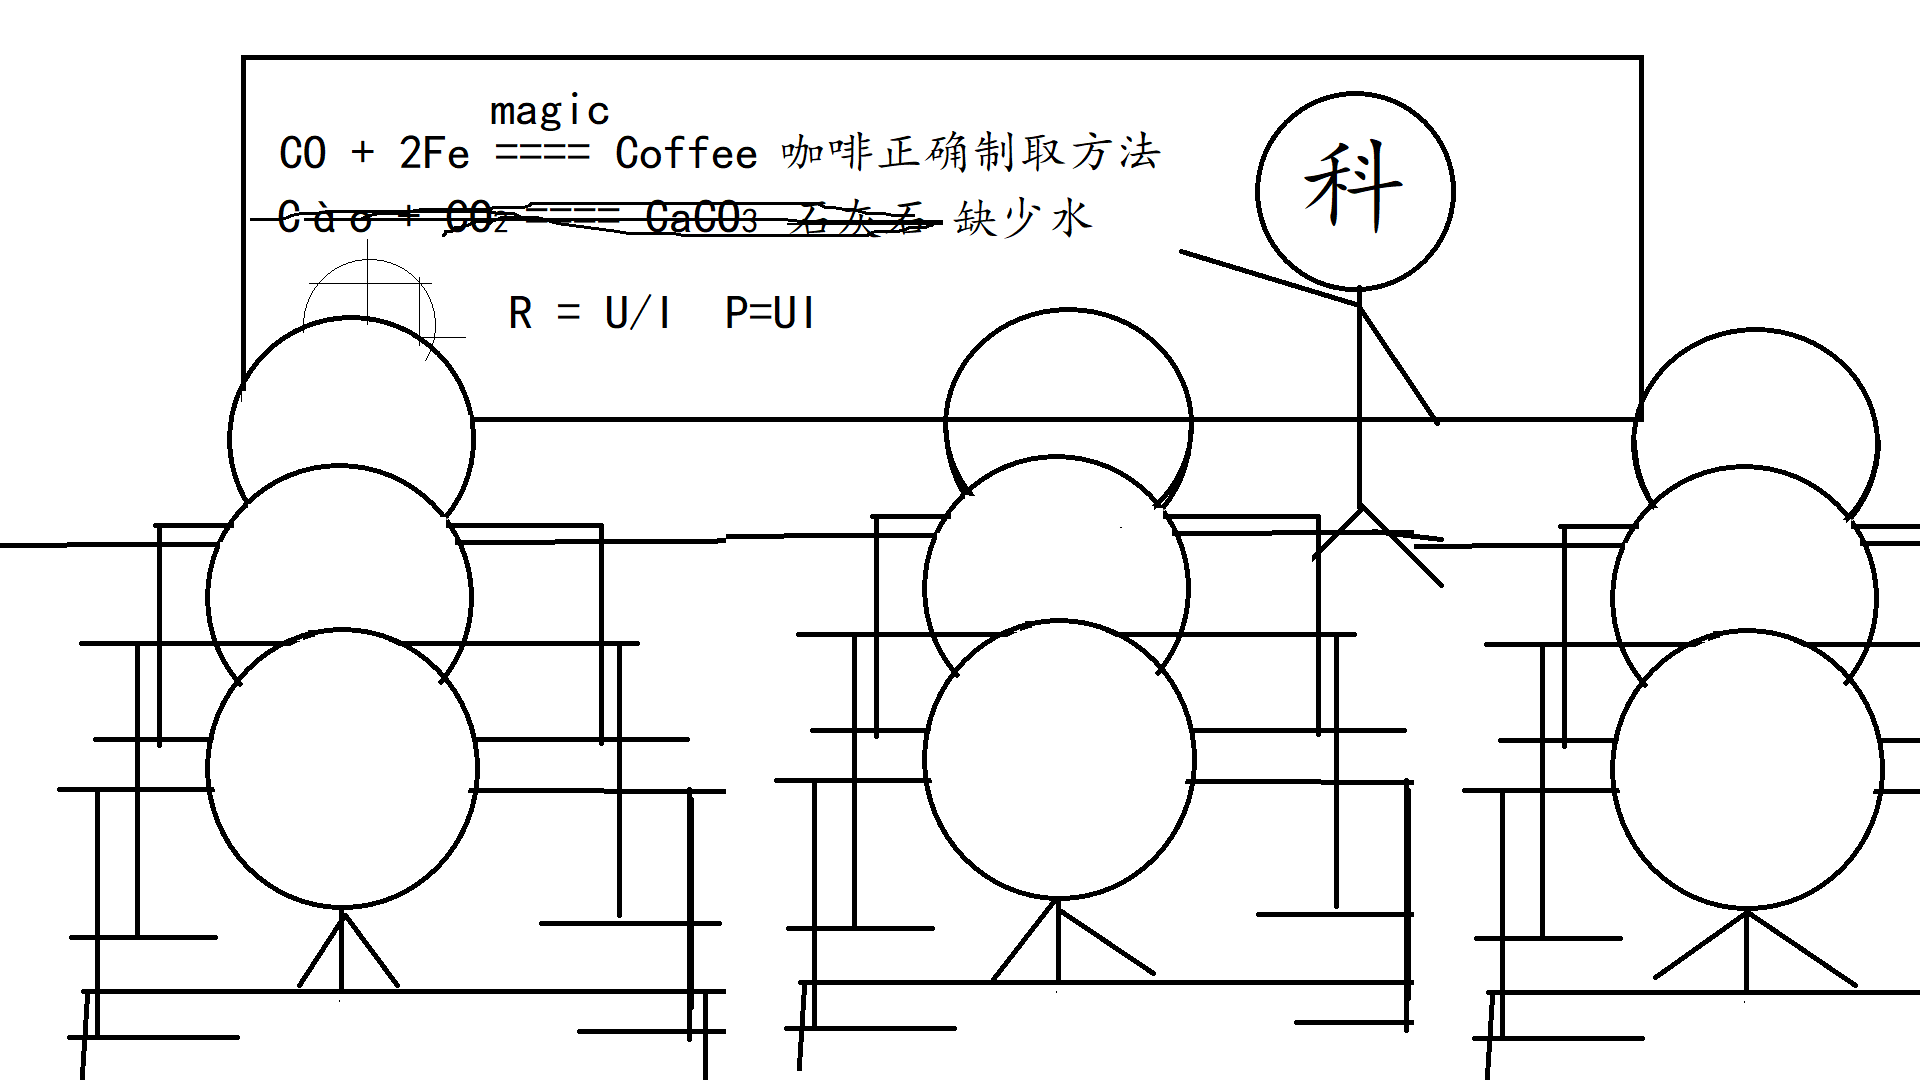 magic
CO + 2Fe ==== Coffee 咖啡正确制取方法
Cào + CO₂ ==== CaCO₃ 石灰石 缺少水
R = U/I P=UI
科